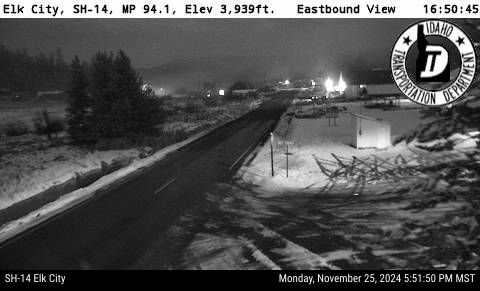 Elk City, SH-14, MP 94.1, Elev 3,939ft. Eastbound View 16:50:45
IDAHO
TRANSPORTATION DEPARTMENT
SH-14 Elk City Monday, November 25, 2024 5:51:50 PM MST